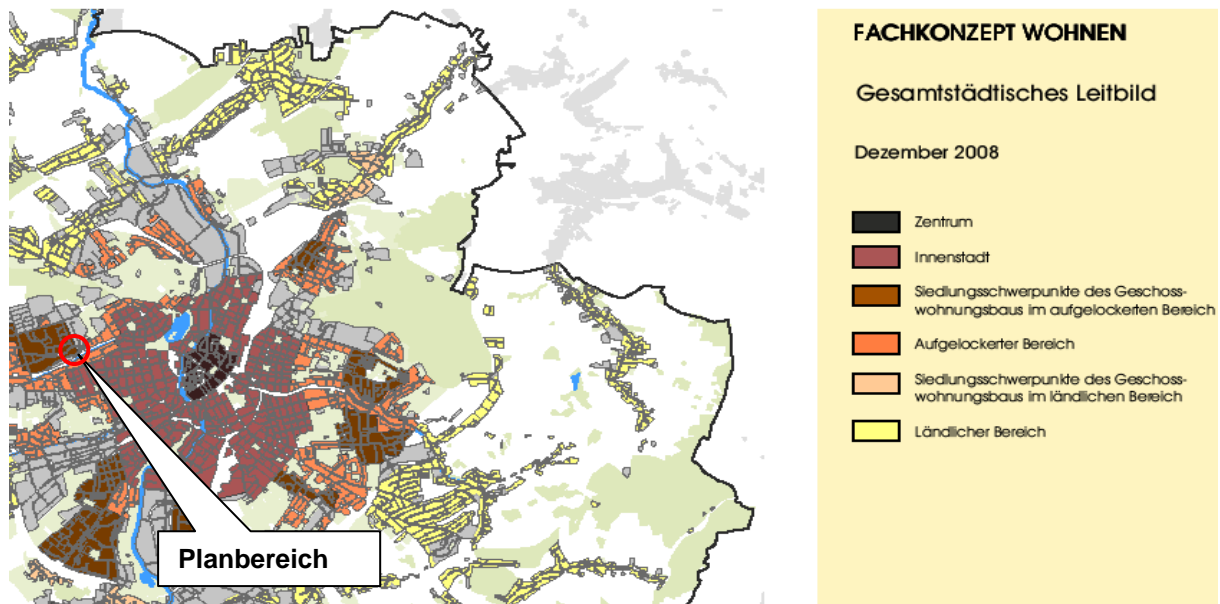 FACHKONZEPT WOHNEN
Gesamtstädtisches Leitbild
Dezember 2008
Zentrum
Innenstadt
Siedlungsschwerpunkte des Geschoss-
wohnungsbaus im aufgelockerten Bereich
Aufgelockerter Bereich
Siedlungsschwerpunkte des Geschoss-
wohnungsbaus im ländlichen Bereich
Ländlicher Bereich
Planbereich